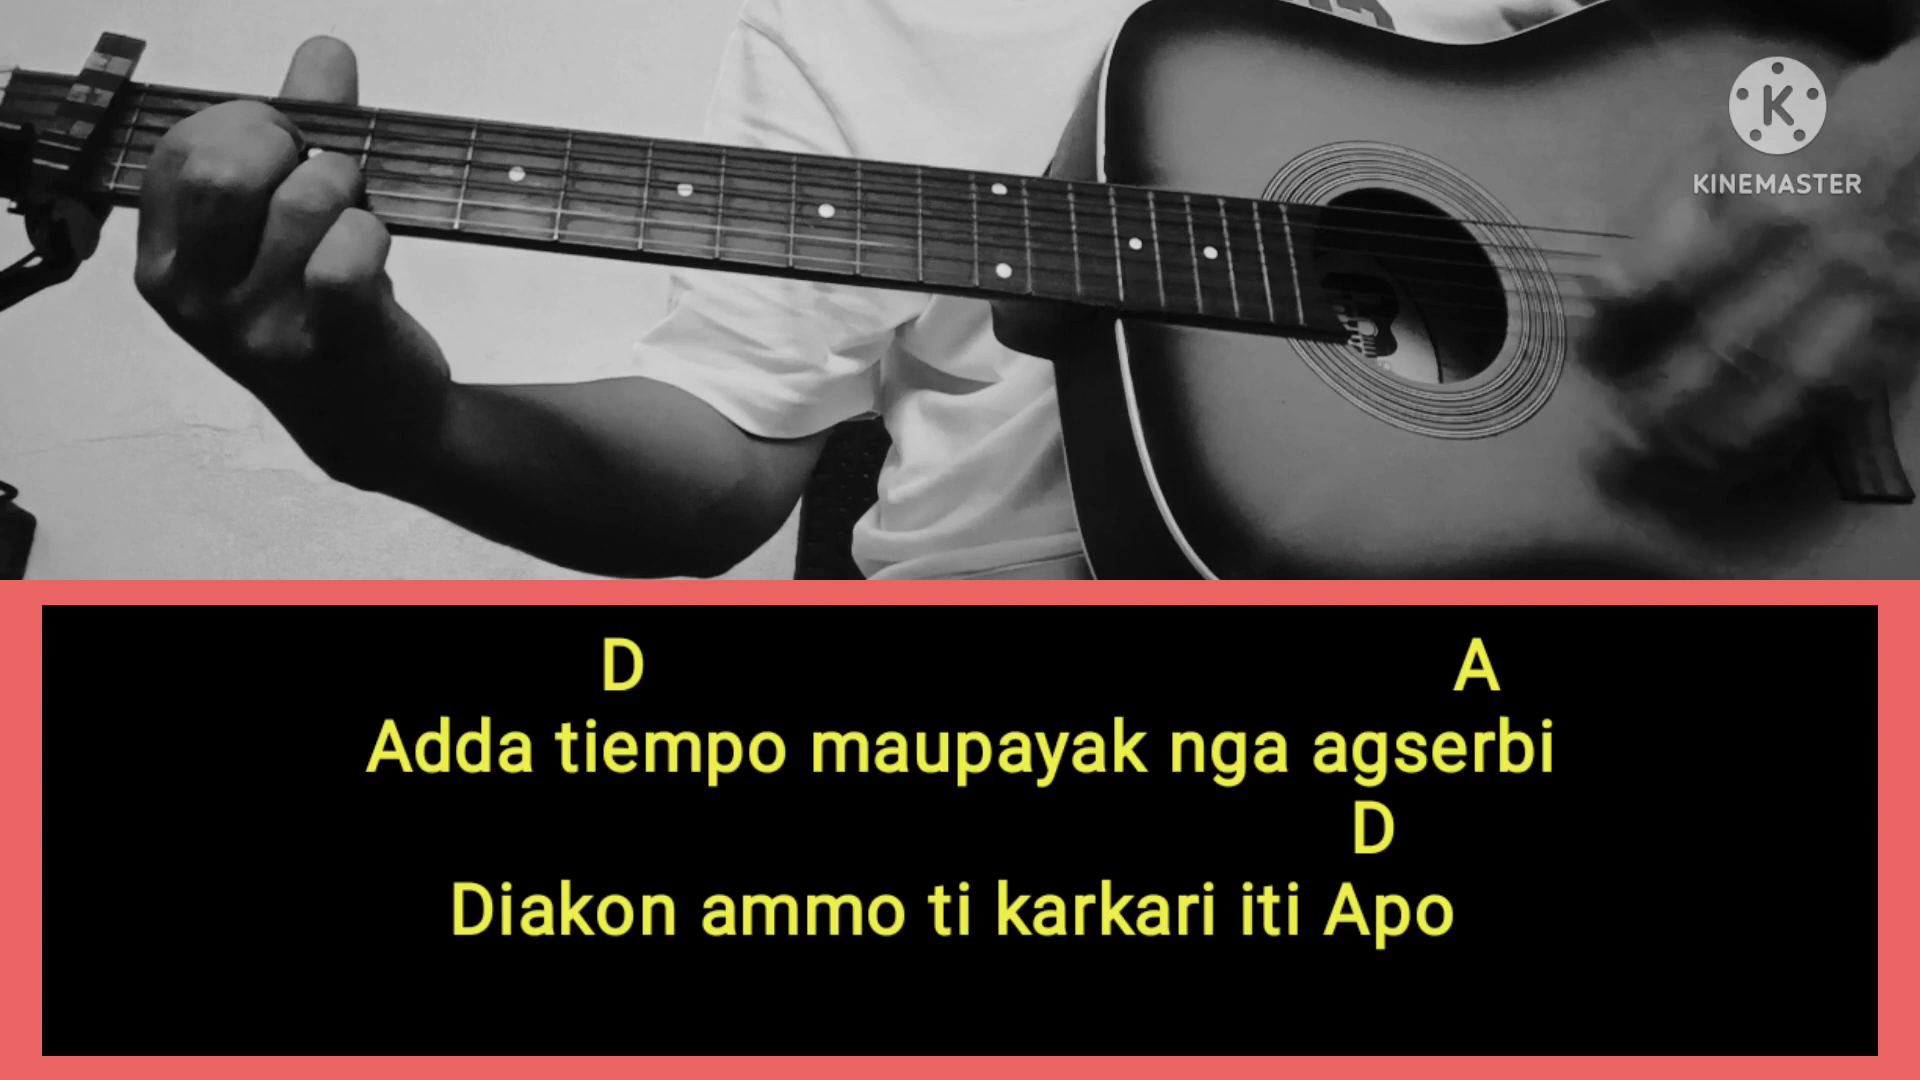 KINEMASTER
D A
Adda tiempo maupayak nga agserbi
D
Diakon ammo ti karkari iti Apo